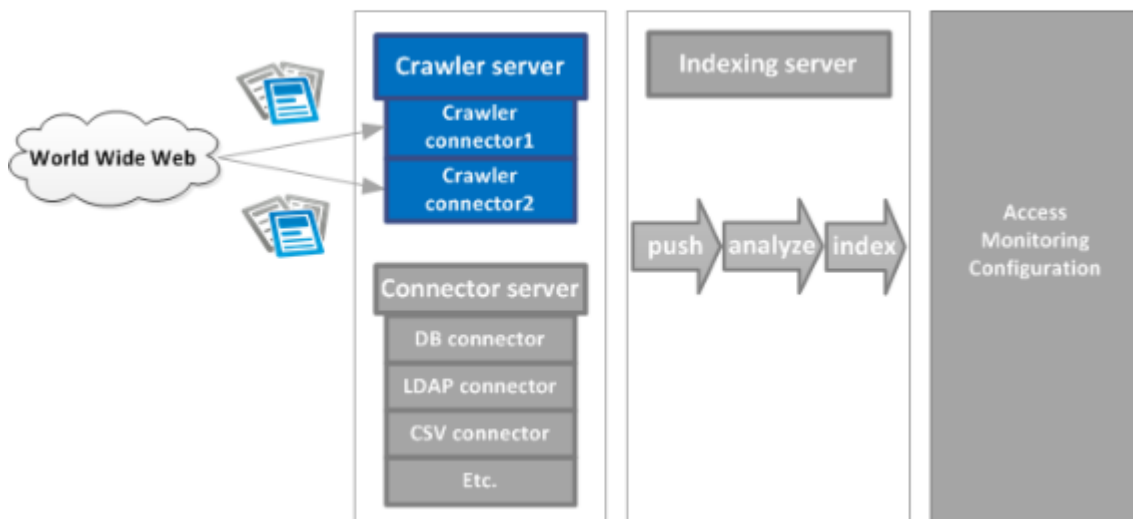 World Wide Web
Crawler server
Crawler
connector1
Crawler
connector2
Connector server
DB connector
LDAP connector
CSV connector
Etc.
Indexing server
push
analyze
index
Access
Monitoring
Configuration